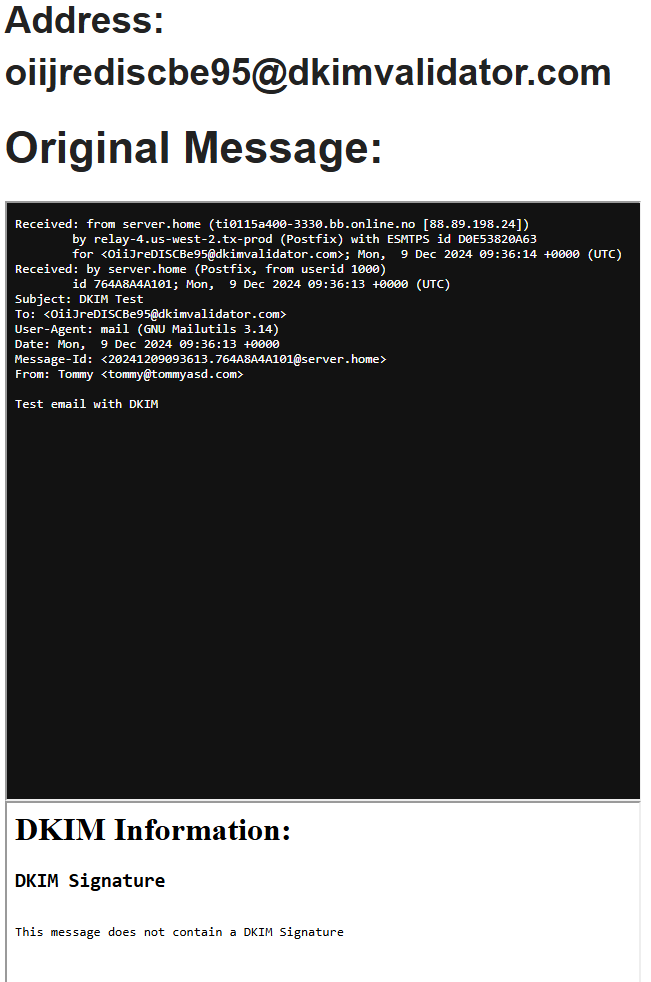 Address:
oiijrediscbe95@dkimvalidator.com
Original Message:
Received: from server.home (ti0115a400-3330.bb.online.no [88.89.198.24])
        by relay-4.us-west-2.tx-prod (Postfix) with ESMTPS id D0E53820A63
        for <OiiJreDISCBe95@dkimvalidator.com>; Mon,  9 Dec 2024 09:36:14 +0000 (UTC)
Received: by server.home (Postfix, from userid 1000)
        id 764A8A4A101; Mon,  9 Dec 2024 09:36:13 +0000 (UTC)
Subject: DKIM Test
To: <OiiJreDISCBe95@dkimvalidator.com>
User-Agent: mail (GNU Mailutils 3.14)
Date: Mon,  9 Dec 2024 09:36:13 +0000
Message-Id: <20241209093613.764A8A4A101@server.home>
From: Tommy <tommy@tommyasd.com>
Test email with DKIM
DKIM Information:
DKIM Signature
This message does not contain a DKIM Signature